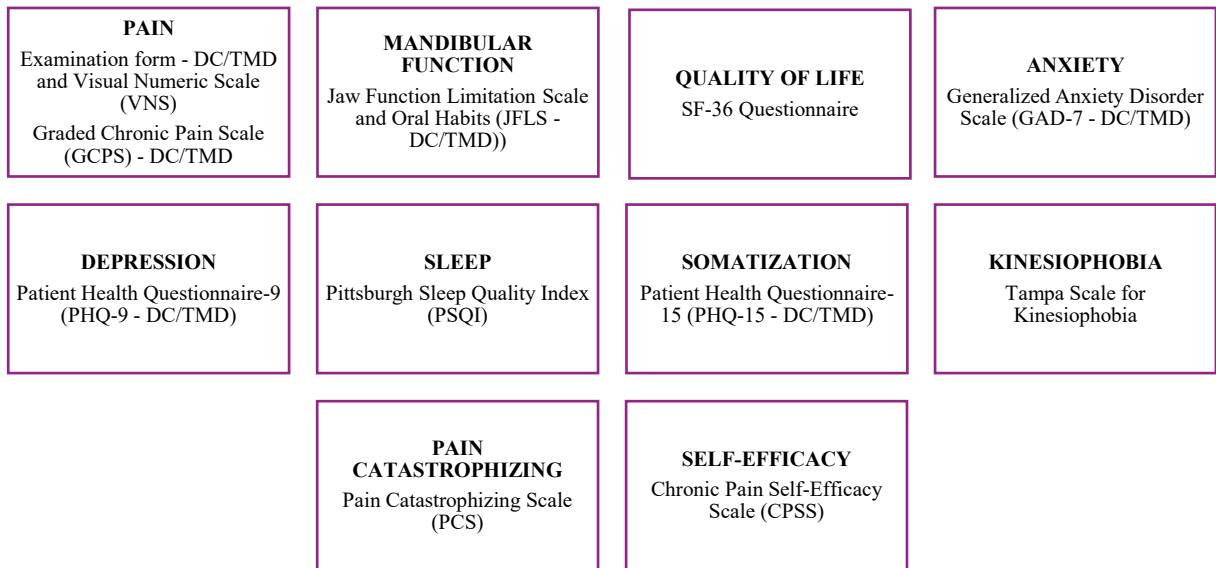 PAIN
Examination form - DC/TMD
and Visual Numeric Scale
(VNS)
Graded Chronic Pain Scale
(GCPS) - DC/TMD
MANDIBULAR
FUNCTION
Jaw Function Limitation Scale
and Oral Habits (JFLS -
DC/TMD))
QUALITY OF LIFE
SF-36 Questionnaire
ANXIETY
Generalized Anxiety Disorder
Scale (GAD-7 - DC/TMD)
DEPRESSION
Patient Health Questionnaire-9
(PHQ-9 - DC/TMD)
SLEEP
Pittsburgh Sleep Quality Index
(PSQI)
SOMATIZATION
Patient Health Questionnaire-
15 (PHQ-15 - DC/TMD)
KINESIOPHOBIA
Tampa Scale for
Kinesiophobia
PAIN
CATASTROPHIZING
Pain Catastrophizing Scale
(PCS)
SELF-EFFICACY
Chronic Pain Self-Efficacy
Scale (CPSS)